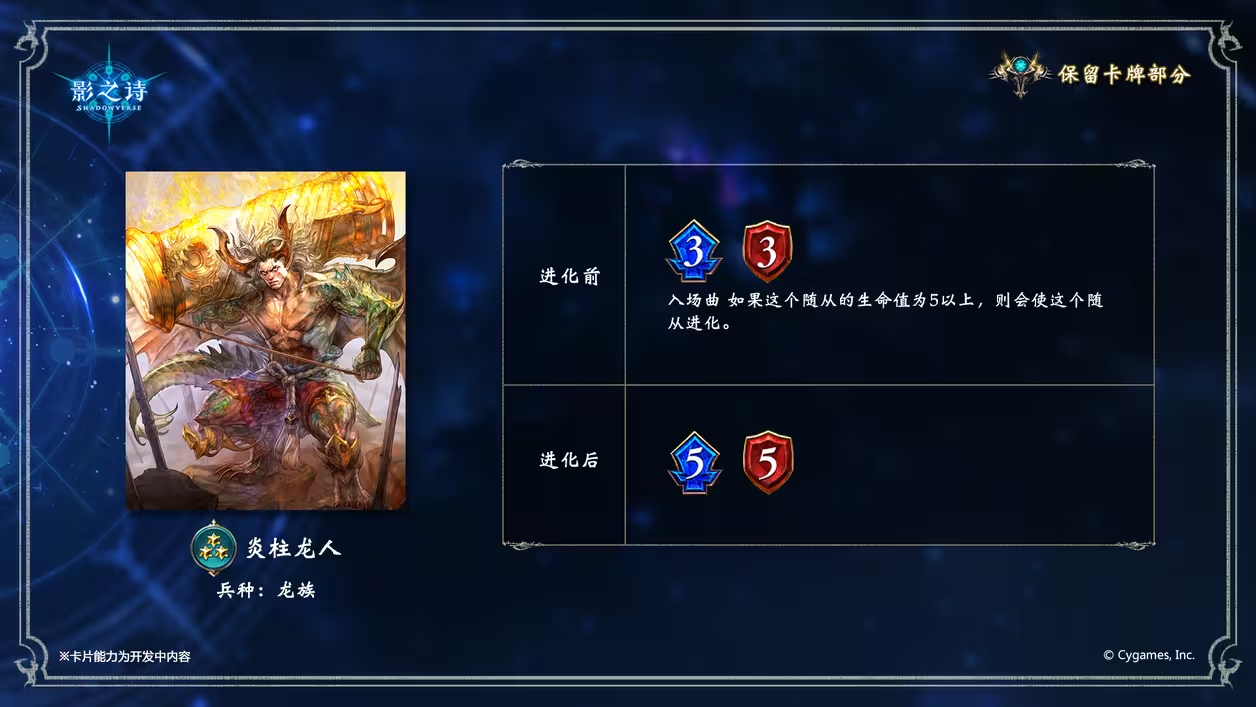 影之诗
SHADOWVERSE
保留卡牌部分
进化前
3 3
入场曲 如果这个随从的生命值为5以上，则会使这个随
从进化。
进化后
5 5
炎柱龙人
兵种：龙族
※卡片能力为开发中内容
© Cygames, Inc.